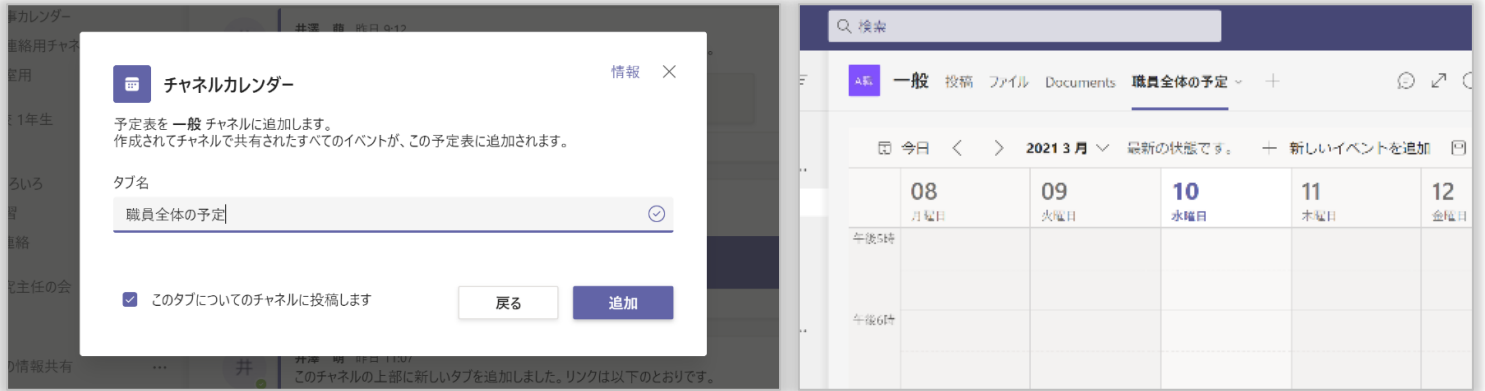 事カレンダー
連絡用チャネ
室用
1年生
ろいろ
習
連絡
主任の会
の情報共有
井澤 萌 昨日 9:12
チャネルカレンダー
情報
予定表を 一般 チャネルに追加します。
作成されてチャネルで共有されたすべてのイベントが、この予定表に追加されます。
タブ名
職員全体の予定
このタブについてのチャネルに投稿します
戻る
追加
井
井澤 萌 昨日 11:07
このチャネルの上部に新しいタブを追加しました。リンクは以下のとおりです。
検索
一般 投稿 ファイル Documents 職員全体の予定
今日 2021 3 月 最新の状態です。 新しいイベントを追加
08 09 10 11 12
月曜日 火曜日 水曜日 木曜日 金曜日
午後5時
午後6時